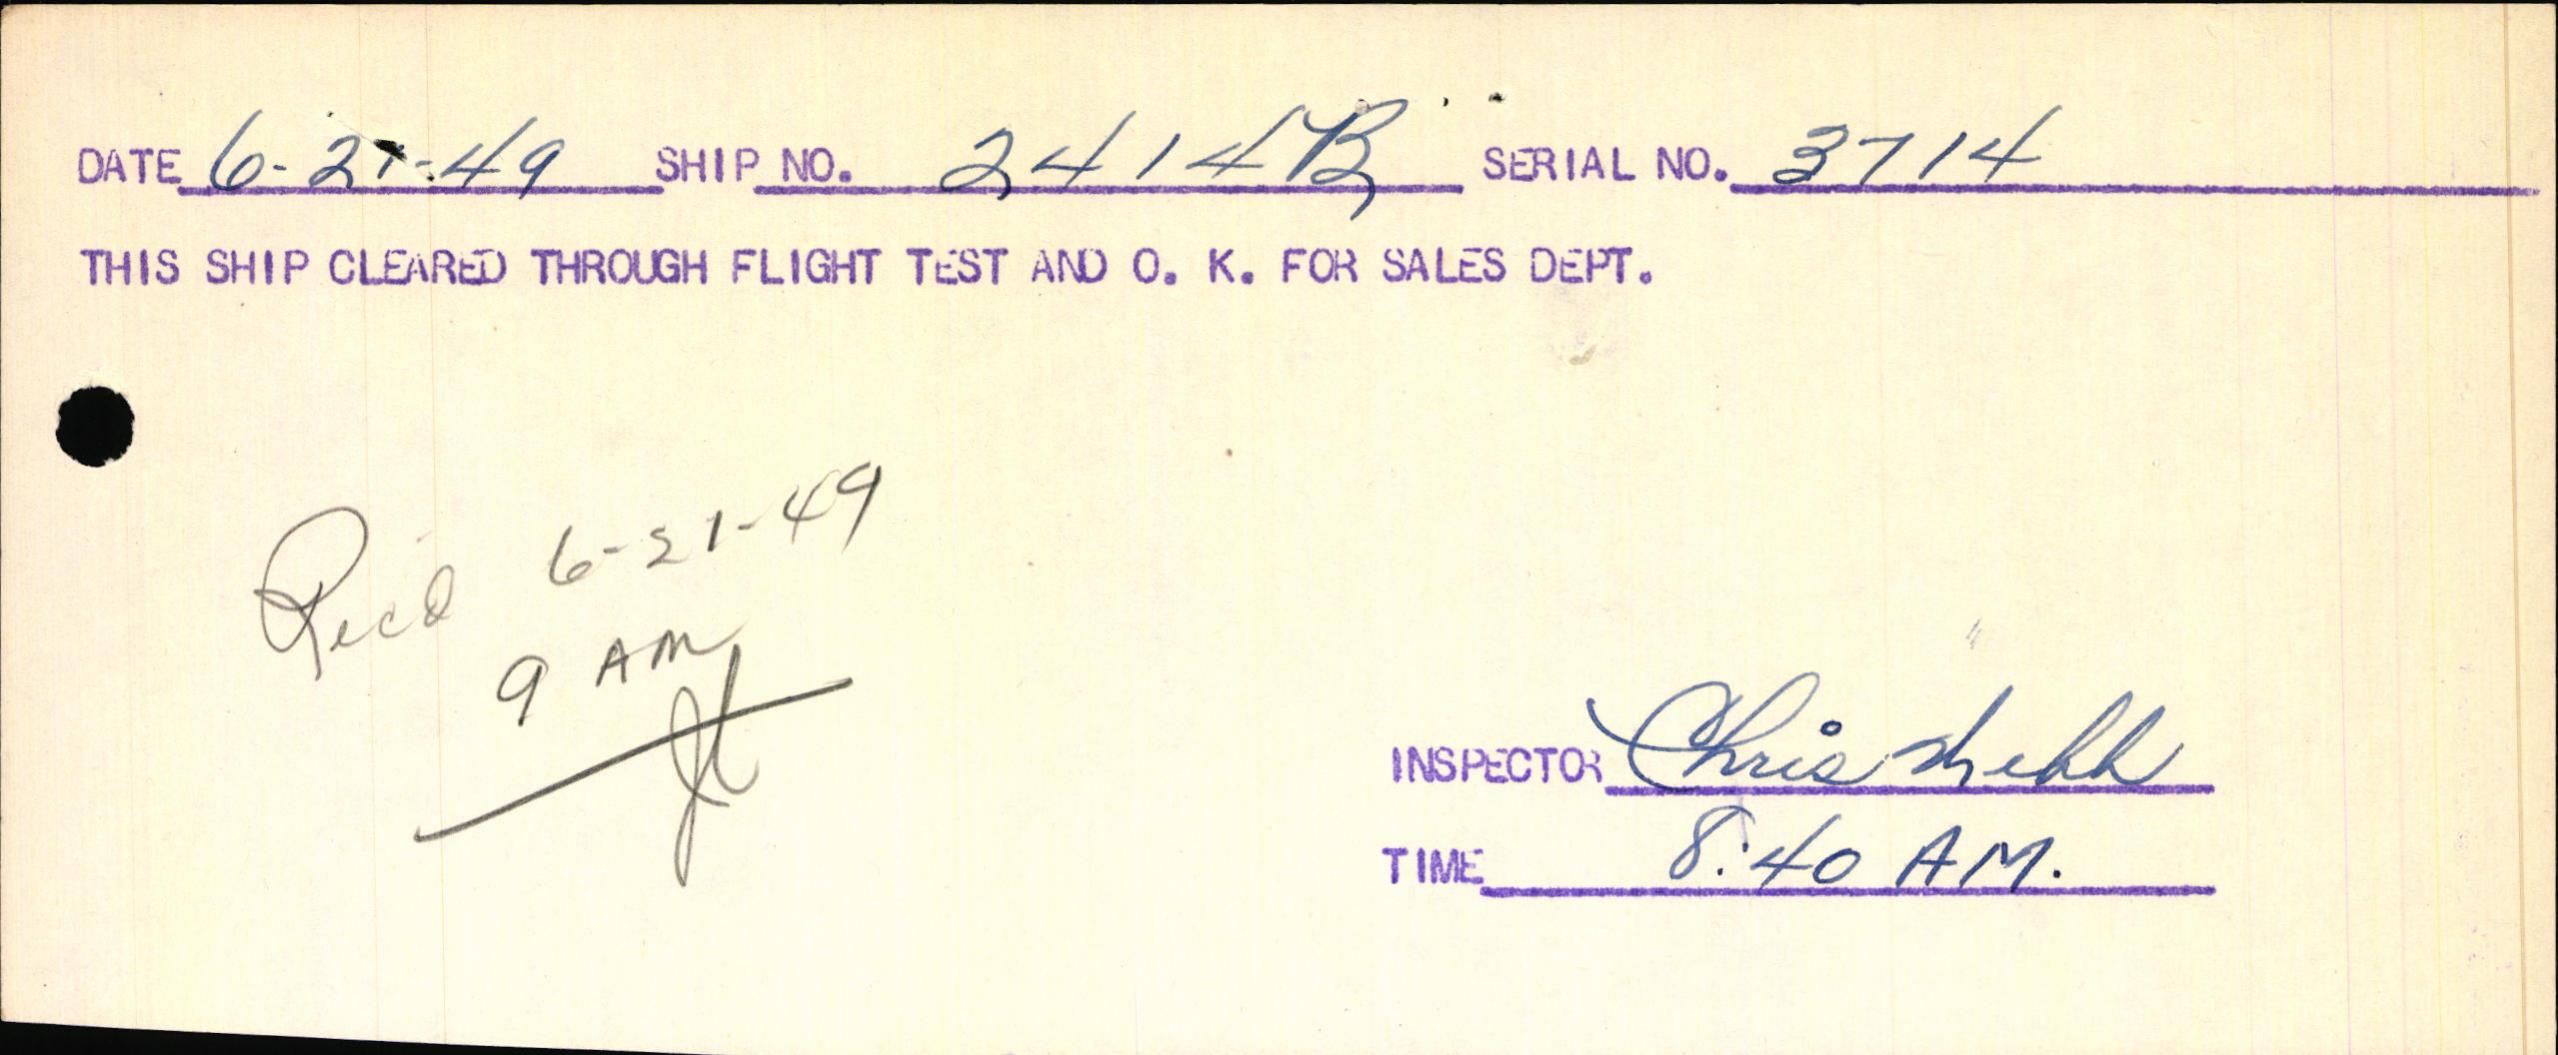 DATE 6-21-49 SHIP NO. 2414B SERIAL NO. 3714
THIS SHIP CLEARED THROUGH FLIGHT TEST AND O. K. FOR SALES DEPT.
Rec'd 6-21-49
9 AM
INSPECTOR Chris
TIME 8:40 AM.